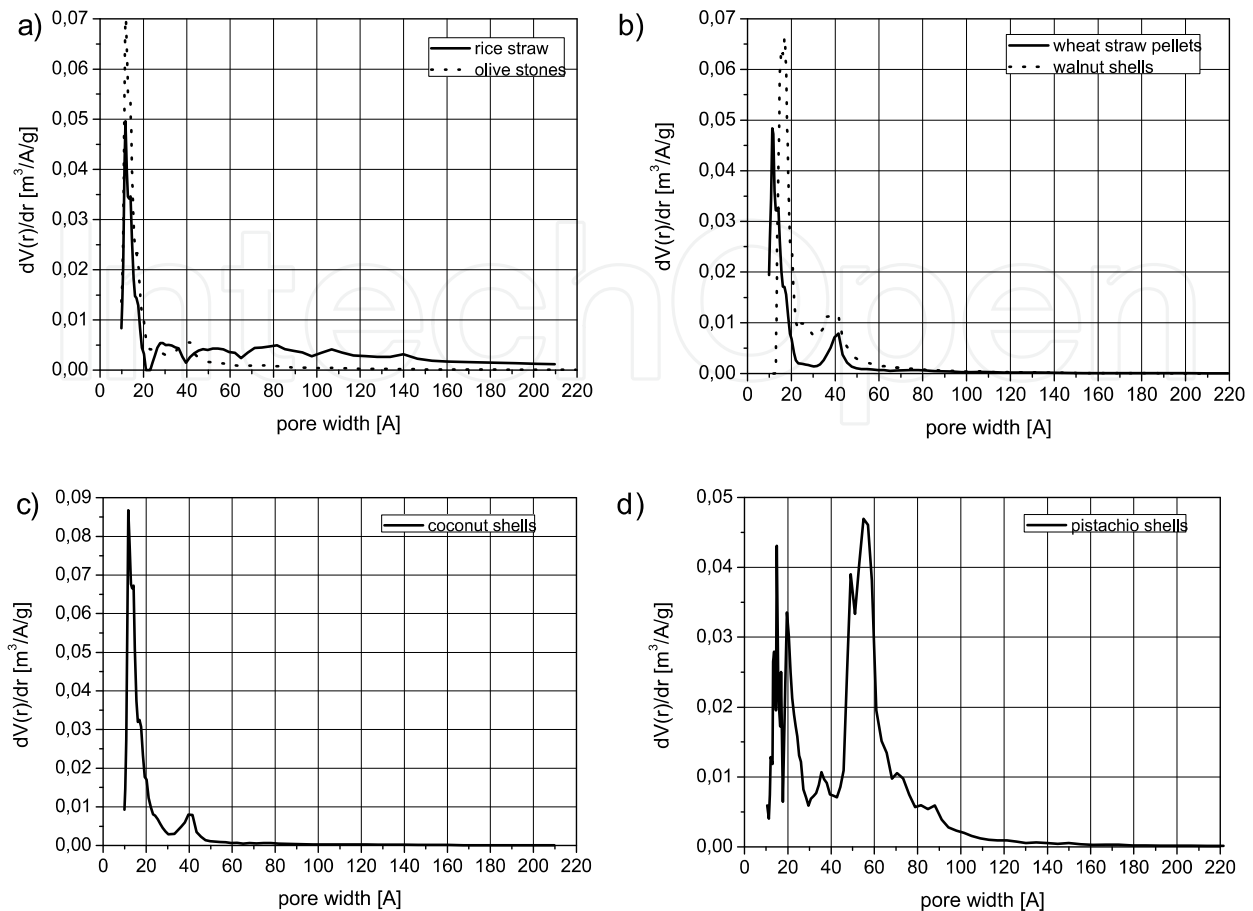 a)
0,07
0,06
0,05
0,04
0,03
0,02
0,01
0,00
dV(r)/dr [m³/A/g]
rice straw
olive stones
0 20 40 60 80 100 120 140 160 180 200 220
pore width [A]
b)
0,07
0,06
0,05
0,04
0,03
0,02
0,01
0,00
dV(r)/dr [m³/A/g]
wheat straw pellets
walnut shells
0 20 40 60 80 100 120 140 160 180 200 220
pore width [A]
IntechOpen
c)
0,09
0,08
0,07
0,06
0,05
0,04
0,03
0,02
0,01
0,00
dV(r)/dr [m³/A/g]
coconut shells
0 20 40 60 80 100 120 140 160 180 200 220
pore width [A]
d)
0,05
0,04
0,03
0,02
0,01
0,00
dV(r)/dr [m³/A/g]
pistachio shells
0 20 40 60 80 100 120 140 160 180 200 220
pore width [A]